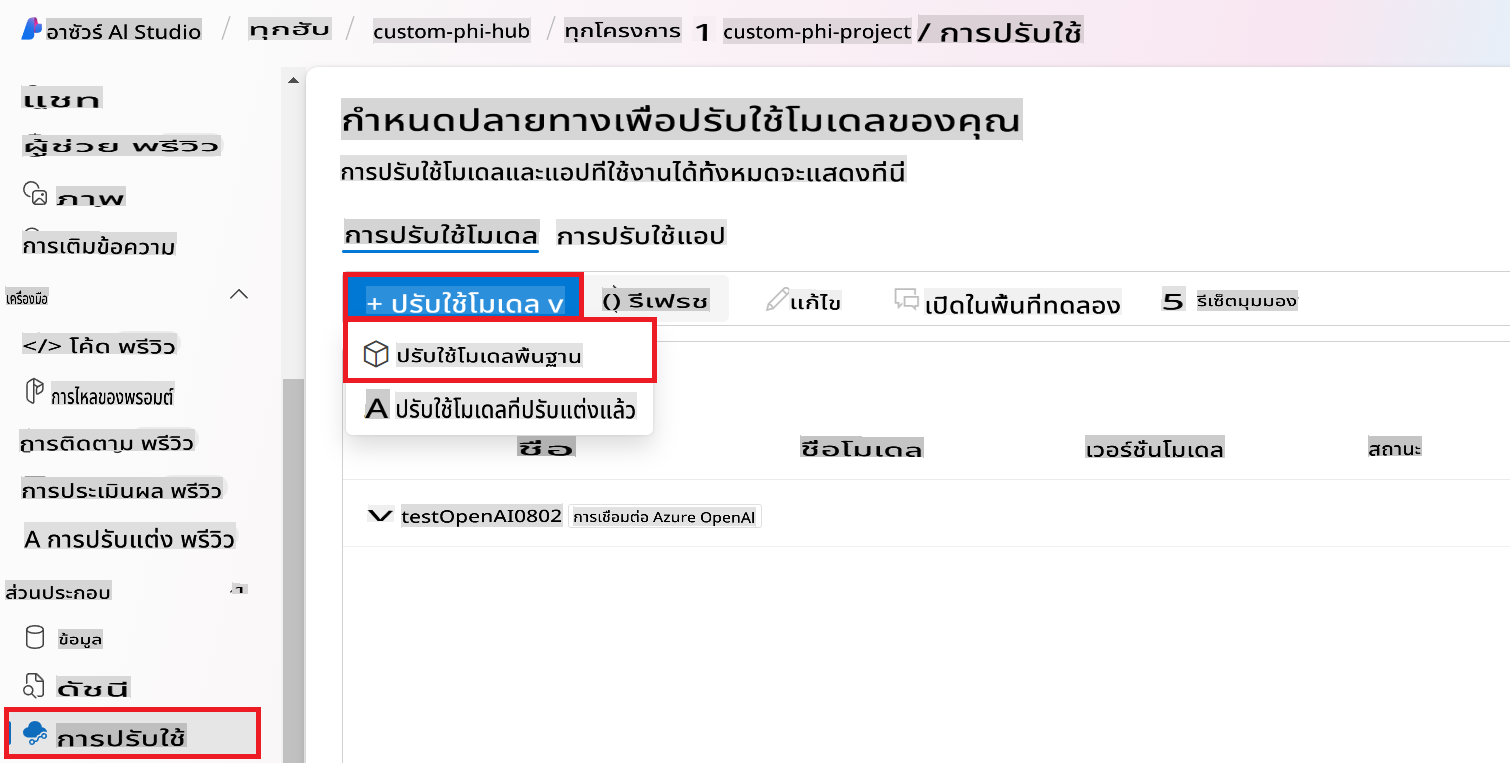 อาซัวร์ AI Studio / ทุกฮับ / custom-phi-hub / ทุกโครงการ 1 custom-phi-project / การปรับใช้
แชท
ผู้ช่วย พรีวิว
ภาพ
การเติมข้อความ
เครื่องมือ
</> โค้ด พรีวิว
การไหลของพรอมต์
การติดตาม พรีวิว
การประเมินผล พรีวิว
A การปรับแต่ง พรีวิว
ส่วนประกอบ
ข้อมูล
ดัชนี
การปรับใช้
กำหนดปลายทางเพื่อปรับใช้โมเดลของคุณ
การปรับใช้โมเดลและแอปที่ใช้งานได้ทั้งหมดจะแสดงที่นี่
การปรับใช้โมเดล การปรับใช้แอป
+ ปรับใช้โมเดล v () รีเฟรช แก้ไข เปิดในพื้นที่ทดลอง 5 รีเซ็ตมุมมอง
ปรับใช้โมเดลพื้นฐาน
A ปรับใช้โมเดลที่ปรับแต่งแล้ว
ชื่อ ชื่อโมเดล เวอร์ชันโมเดล สถานะ
testOpenAI0802 การเชื่อมต่อ Azure OpenAI